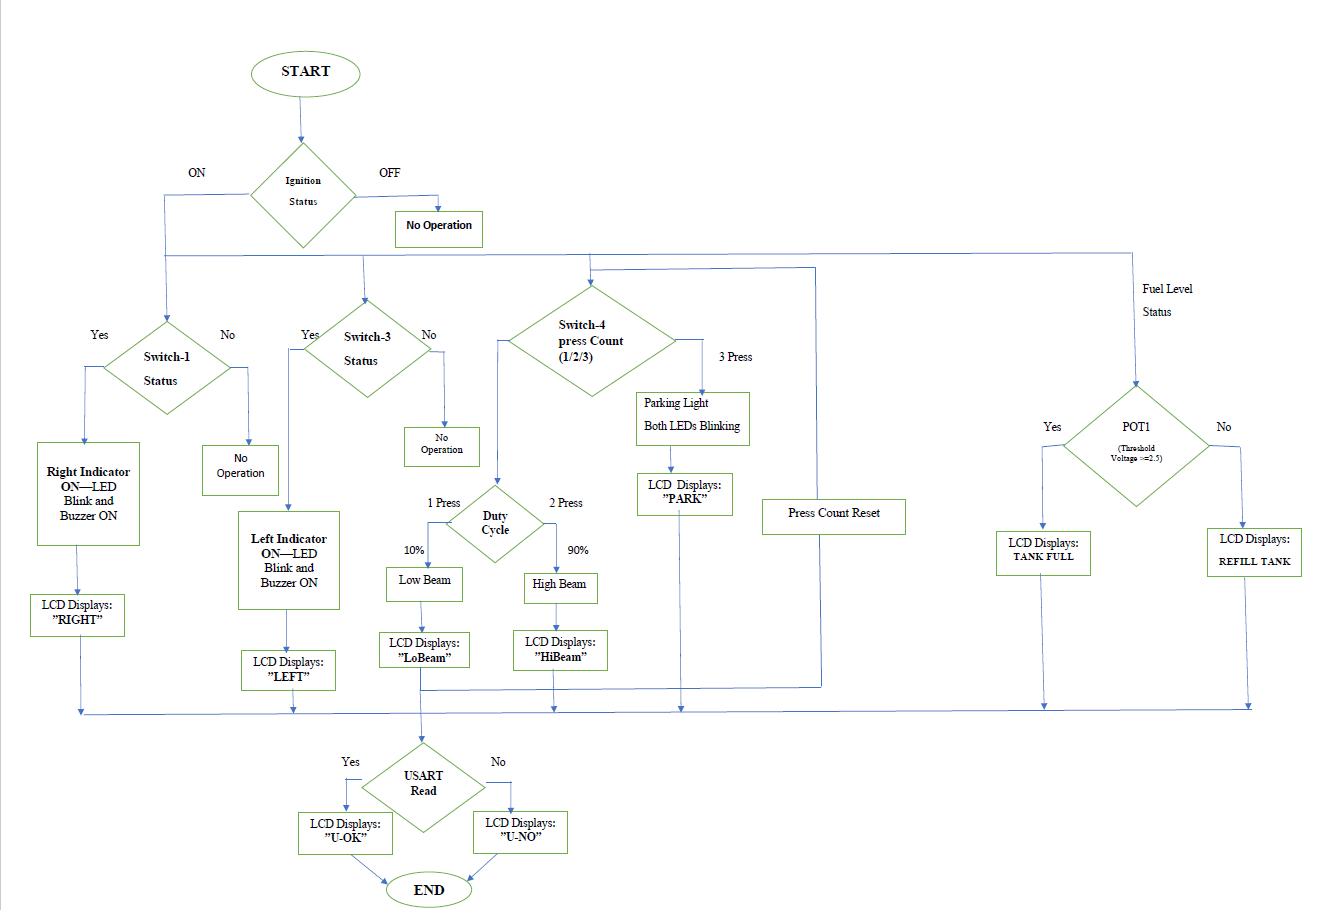 START
ON
OFF
Ignition
Status
No Operation
Fuel Level
Status
Yes
No
Switch-1
Status
Yes
No
Switch-3
Status
Switch-4
press Count
(1/2/3)
3 Press
Parking Light
Both LEDs Blinking
Yes
No
POT1
(Threshold
Voltage >=2.5)
Right Indicator
ON—LED
Blink and
Buzzer ON
No
Operation
No
Operation
LCD Displays:
”PARK”
1 Press
2 Press
Duty
Cycle
Press Count Reset
Left Indicator
ON—LED
Blink and
Buzzer ON
10%
90%
LCD Displays:
TANK FULL
LCD Displays:
REFILL TANK
Low Beam
High Beam
LCD Displays:
”RIGHT”
LCD Displays:
”LEFT”
LCD Displays:
”LoBeam”
LCD Displays:
”HiBeam”
Yes
No
USART
Read
LCD Displays:
”U-OK”
LCD Displays:
”U-NO”
END